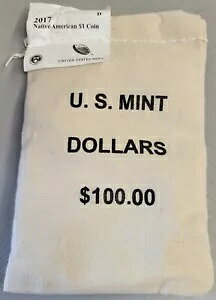 2017
Native American $1 Coin
UNITED STATES MINT
U. S. MINT
DOLLARS
$100.00